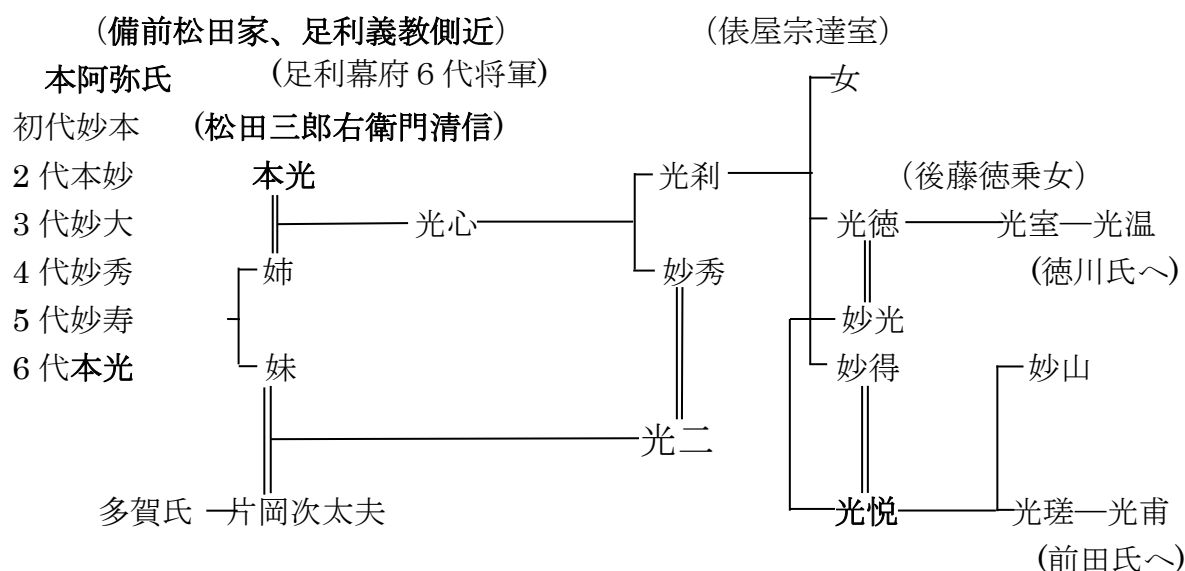 （備前松田家、足利義教側近） （俵屋宗達室）
本阿弥氏 （足利幕府６代将軍） 女
初代妙本 （松田三郎右衛門清信）
2 代本妙 本光 光刹 （後藤徳乗女）
3 代妙大 光心 光徳 光室―光温
4 代妙秀 姉 妙秀 （徳川氏へ）
5 代妙寿 妙光
6 代本光 妹 妙得 妙山
光二
多賀氏 片岡次太夫 光悦 光瑳―光甫
（前田氏へ）